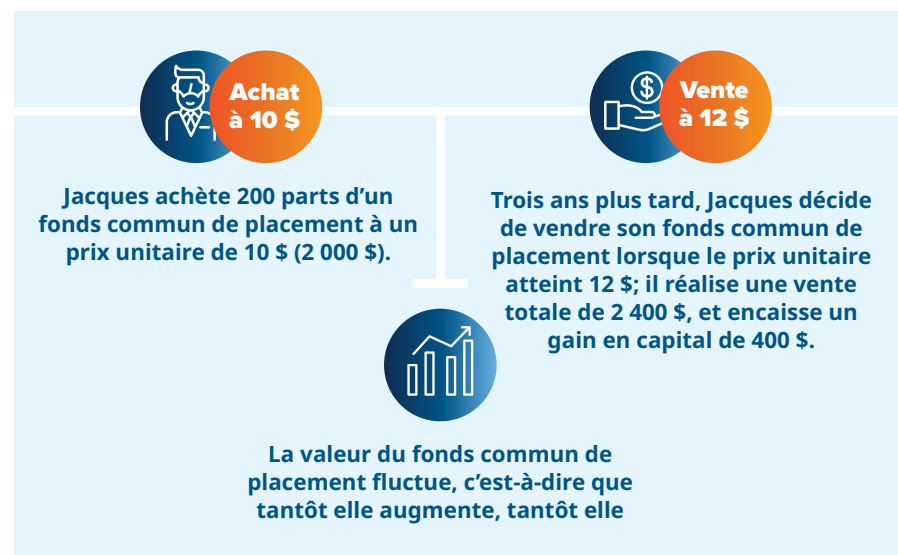 Achat
à 10 $
Jacques achète 200 parts d’un
fonds commun de placement à un
prix unitaire de 10 $ (2 000 $).
$
Vente
à 12 $
Trois ans plus tard, Jacques décide
de vendre son fonds commun de
placement lorsque le prix unitaire
atteint 12 $; il réalise une vente
totale de 2 400 $, et encaisse un
gain en capital de 400 $.
La valeur du fonds commun de
placement fluctue, c’est-à-dire que
tantôt elle augmente, tantôt elle